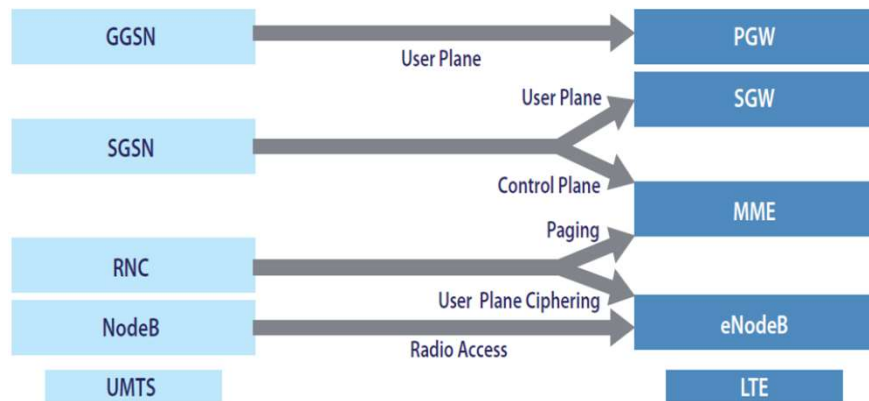 GGSN
PGW
User Plane
User Plane
SGW
SGSN
Control Plane
MME
Paging
RNC
User Plane Ciphering
NodeB
eNodeB
Radio Access
UMTS
LTE